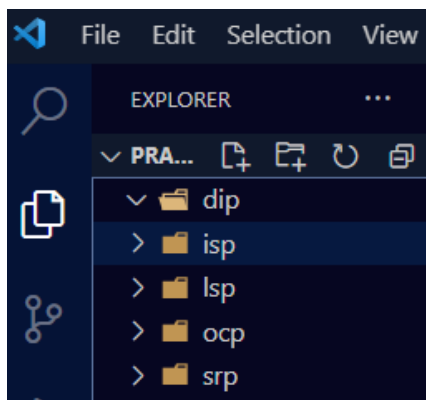 File Edit Selection View
EXPLORER ...
PRA...
dip
isp
lsp
ocp
srp